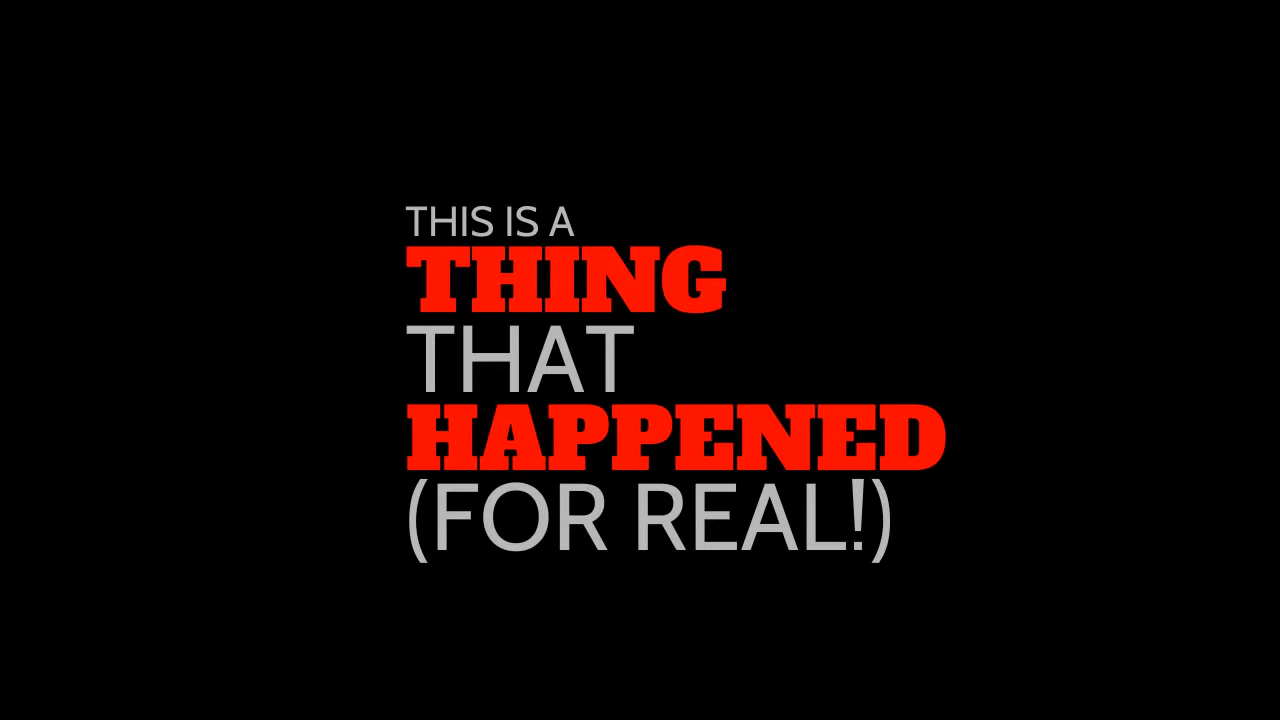 THIS IS A
THING
THAT
HAPPENED
(FOR REAL!)